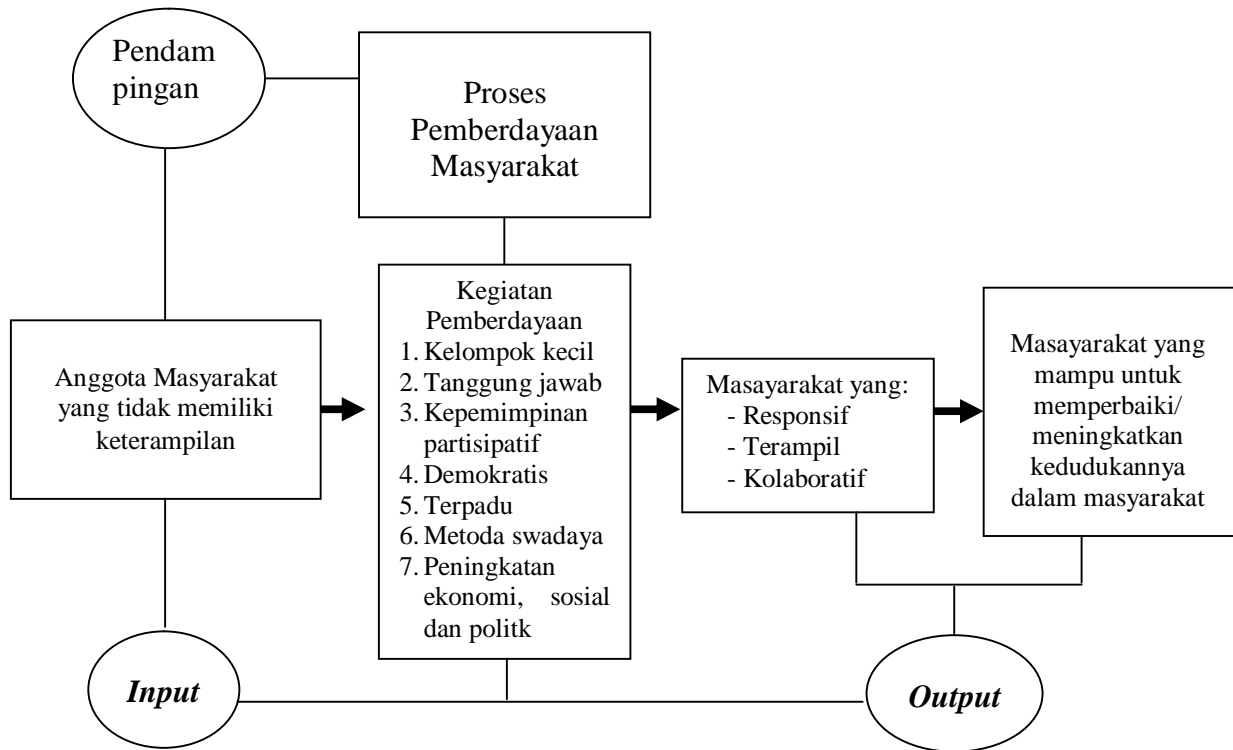 Pendam
pingan
Proses
Pemberdayaan
Masyarakat
Anggota Masyarakat
yang tidak memiliki
keterampilan
Kegiatan
Pemberdayaan
1. Kelompok kecil
2. Tanggung jawab
3. Kepemimpinan
partisipatif
4. Demokratis
5. Terpadu
6. Metoda swadaya
7. Peningkatan
ekonomi, sosial
dan politk
Masayarakat yang:
- Responsif
- Terampil
- Kolaboratif
Masayarakat yang
mampu untuk
memperbaiki/
meningkatkan
kedudukannya
dalam masyarakat
Input
Output